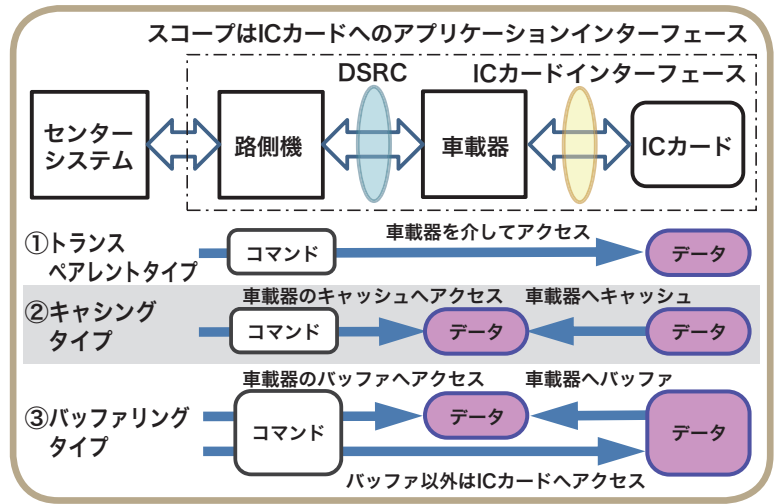 スコープはICカードへのアプリケーションインターフェース
DSRC
ICカードインターフェース
センター
システム
路側機
車載器
ICカード
①トランス
ペアレントタイプ
コマンド
車載器を介してアクセス
データ
②キャシング
タイプ
車載器のキャッシュへアクセス
車載器へキャッシュ
コマンド
データ
データ
③バッファリング
タイプ
車載器のバッファへアクセス
車載器へバッファ
コマンド
データ
データ
バッファ以外はICカードへアクセス